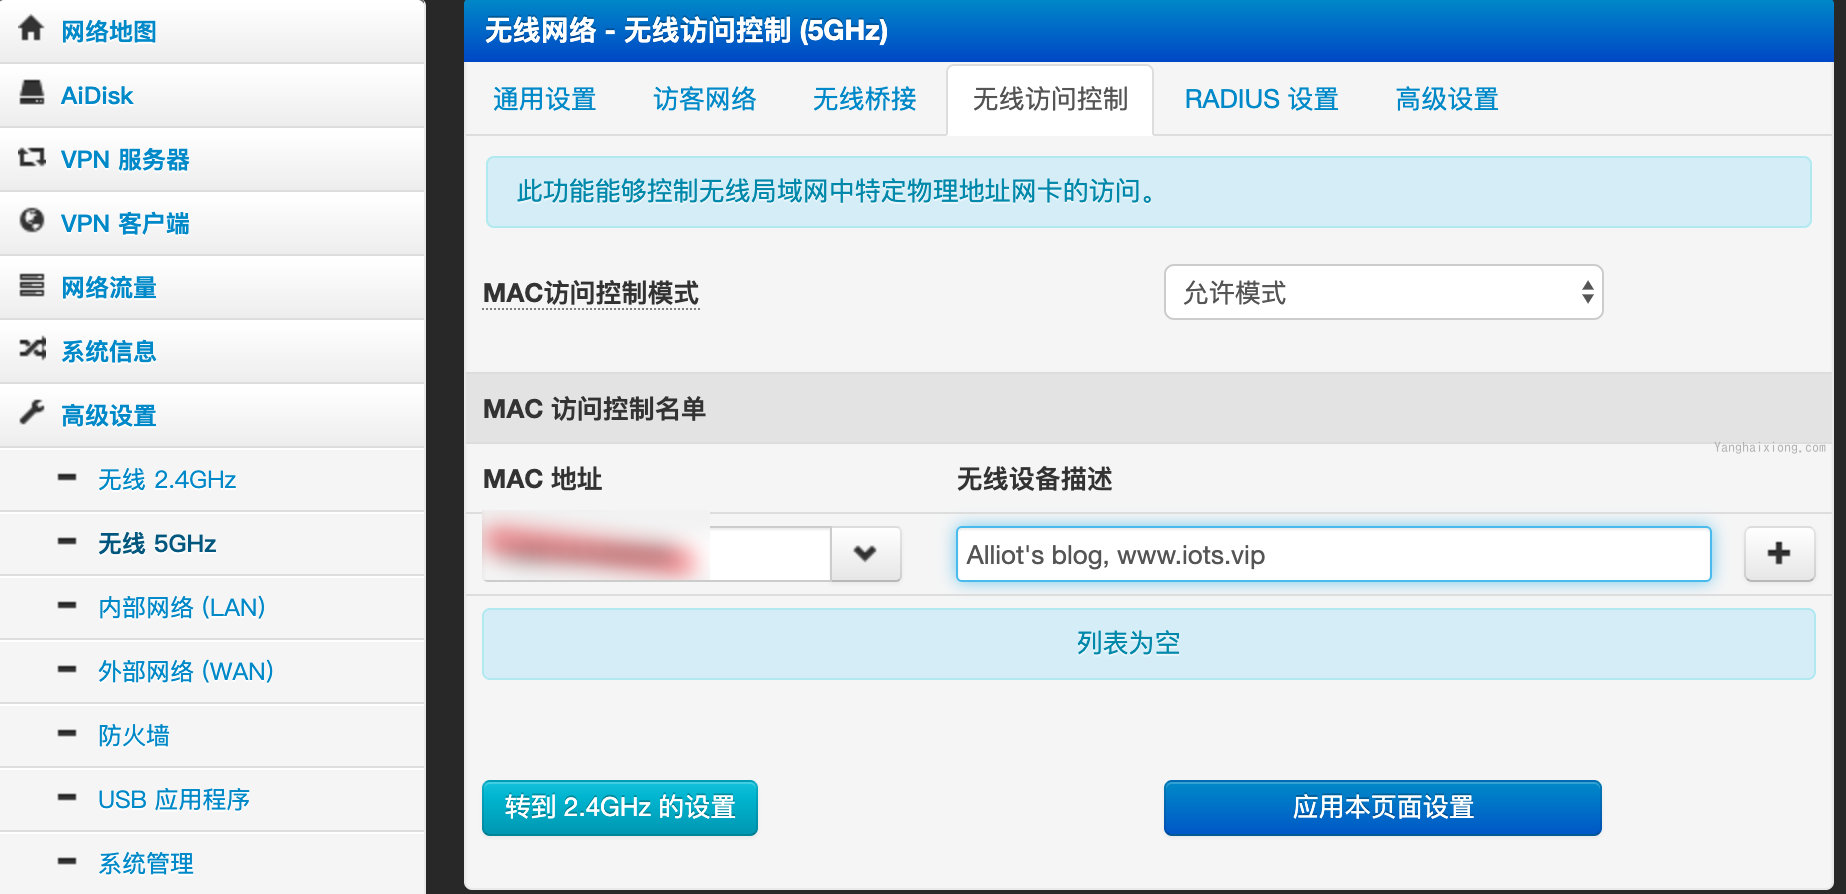 网络地图
AiDisk
VPN 服务器
VPN 客户端
网络流量
系统信息
高级设置
无线 2.4GHz
无线 5GHz
内部网络 (LAN)
外部网络 (WAN)
防火墙
USB 应用程序
系统管理
无线网络 - 无线访问控制 (5GHz)
通用设置 访客网络 无线桥接 无线访问控制 RADIUS 设置 高级设置
此功能能够控制无线局域网中特定物理地址网卡的访问。
MAC访问控制模式 允许模式
MAC 访问控制名单
Yanghaixiong.com
MAC 地址 无线设备描述
Alliot's blog, www.iots.vip
列表为空
转到 2.4GHz 的设置 应用本页面设置